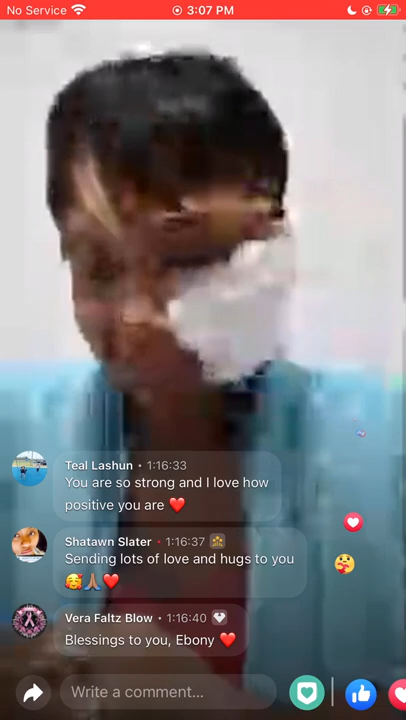 No Service 3:07 PM
Teal Lashun • 1:16:33
You are so strong and I love how
positive you are ❤️
Shatawn Slater • 1:16:37
Sending lots of love and hugs to you
🥰🙏🏾❤️
Vera Faltz Blow • 1:16:40
Blessings to you, Ebony ❤️
Write a comment...